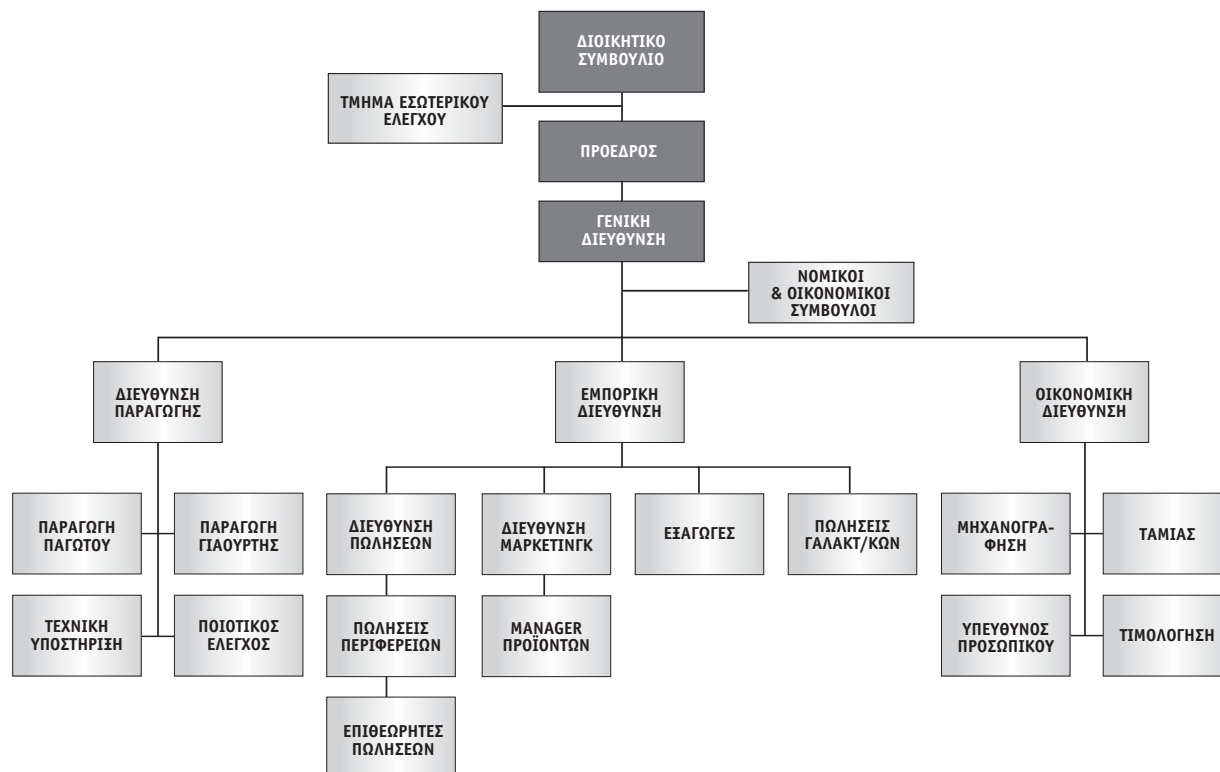 ΔΙΟΙΚΗΤΙΚΟ
ΣΥΜΒΟΥΛΙΟ
ΤΜΗΜΑ ΕΣΩΤΕΡΙΚΟΥ
ΕΛΕΓΧΟΥ
ΠΡΟΕΔΡΟΣ
ΓΕΝΙΚΗ
ΔΙΕΥΘΥΝΣΗ
ΝΟΜΙΚΟΙ
& ΟΙΚΟΝΟΜΙΚΟΙ
ΣΥΜΒΟΥΛΟΙ
ΔΙΕΥΘΥΝΣΗ
ΠΑΡΑΓΩΓΗΣ
ΕΜΠΟΡΙΚΗ
ΔΙΕΥΘΥΝΣΗ
ΟΙΚΟΝΟΜΙΚΗ
ΔΙΕΥΘΥΝΣΗ
ΠΑΡΑΓΩΓΗ
ΠΑΓΩΤΟΥ
ΠΑΡΑΓΩΓΗ
ΓΙΑΟΥΡΤΗΣ
ΔΙΕΥΘΥΝΣΗ
ΠΩΛΗΣΕΩΝ
ΔΙΕΥΘΥΝΣΗ
ΜΑΡΚΕΤΙΝΓΚ
ΕΞΑΓΩΓΕΣ
ΠΩΛΗΣΕΙΣ
ΓΑΛΑΚΤ/ΚΩΝ
ΜΗΧΑΝΟΓΡΑ-
ΦΗΣΗ
ΤΑΜΙΑΣ
ΤΕΧΝΙΚΗ
ΥΠΟΣΤΗΡΙΞΗ
ΠΟΙΟΤΙΚΟΣ
ΕΛΕΓΧΟΣ
ΠΩΛΗΣΕΙΣ
ΠΕΡΙΦΕΡΕΙΩΝ
MANAGER
ΠΡΟΪΟΝΤΩΝ
ΥΠΕΥΘΥΝΟΣ
ΠΡΟΣΩΠΙΚΟΥ
ΤΙΜΟΛΟΓΗΣΗ
ΕΠΙΘΕΩΡΗΤΕΣ
ΠΩΛΗΣΕΩΝ